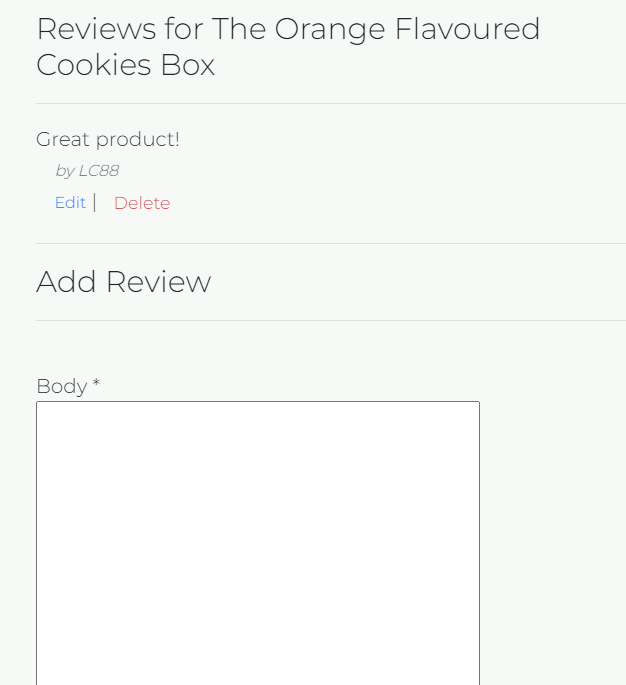 Reviews for The Orange Flavoured
Cookies Box
Great product!
by LC88
Edit | Delete
Add Review
Body *